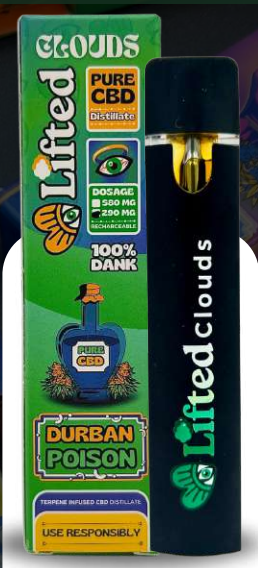 CLOUDS
Lifted
PURE
CBD
Distillate
DOSAGE
580 MG
290 MG
RECHARGEABLE
100%
DANK
PURE
CBD
DURBAN
POISON
TERPENE INFUSED CBD DISTILLATE
USE RESPONSIBLY
Lifted Clouds